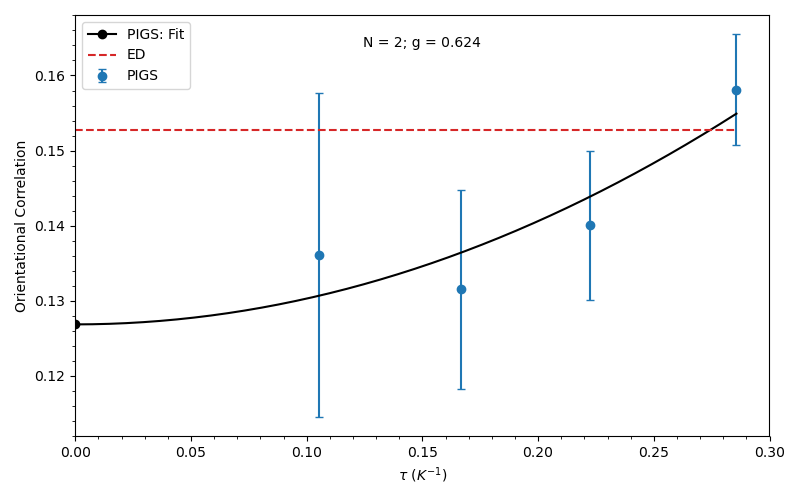 PIGS: Fit
ED
PIGS
N = 2; g = 0.624
Orientational Correlation
0.16
0.15
0.14
0.13
0.12
0.00 0.05 0.10 0.15 0.20 0.25 0.30
τ (K⁻¹)